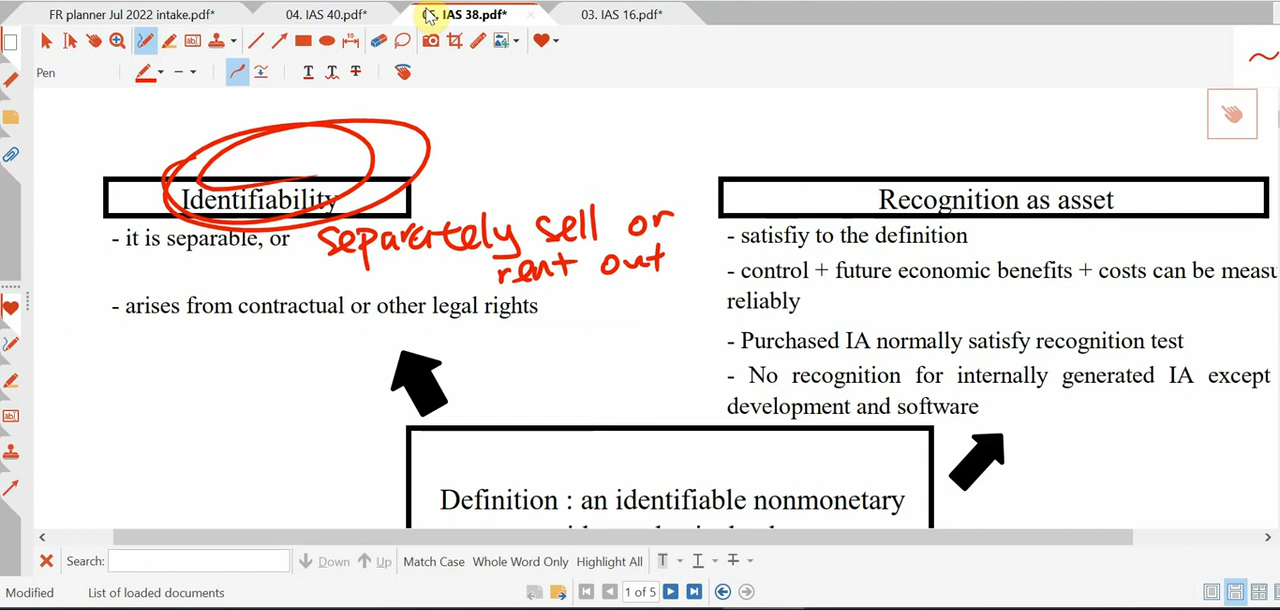 FR planner Jul 2022 intake.pdf*
04. IAS 40.pdf*
IAS 38.pdf*
03. IAS 16.pdf*
Pen
Identifiability
- it is separable, or
separately sell or
rent out
- arises from contractual or other legal rights
Recognition as asset
- satisfiy to the definition
- control + future economic benefits + costs can be measu
reliably
- Purchased IA normally satisfy recognition test
- No recognition for internally generated IA except
development and software
Definition : an identifiable nonmonetary
Search:
Down
Up
Match Case
Whole Word Only
Highlight All
Modified
List of loaded documents
1 of 5